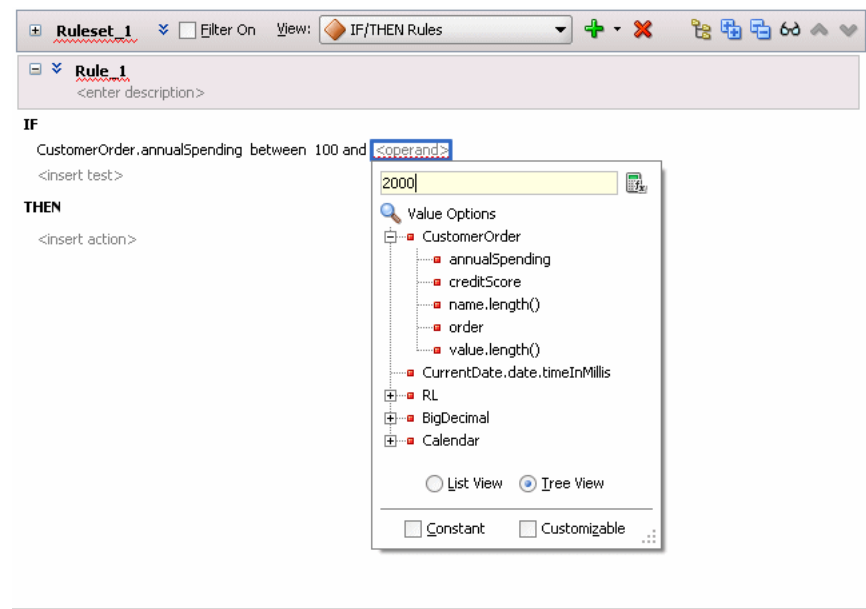 Ruleset_1 Filter On View: IF/THEN Rules
Rule_1
<enter description>
IF
CustomerOrder.annualSpending between 100 and <operand>
<insert test>
2000
THEN
Value Options
<insert action>
CustomerOrder
annualSpending
creditScore
name.length()
order
value.length()
CurrentDate.date.timeInMillis
RL
BigDecimal
Calendar
List View Tree View
Constant Customizable